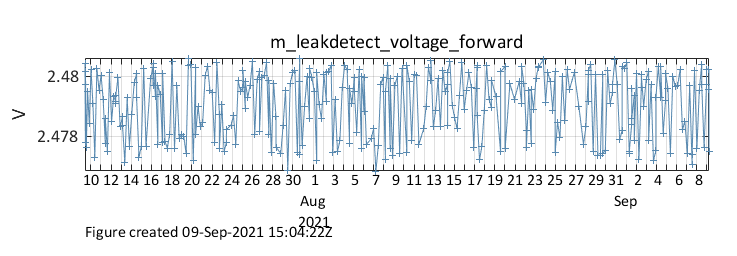 m_leakdetect_voltage_forward
2.48
V
2.478
10 12 14 16 18 20 22 24 26 28 30 1 3 5 7 9 11 13 15 17 19 21 23 25 27 29 31 2 4 6 8
Aug Sep
2021
Figure created 09-Sep-2021 15:04:22Z